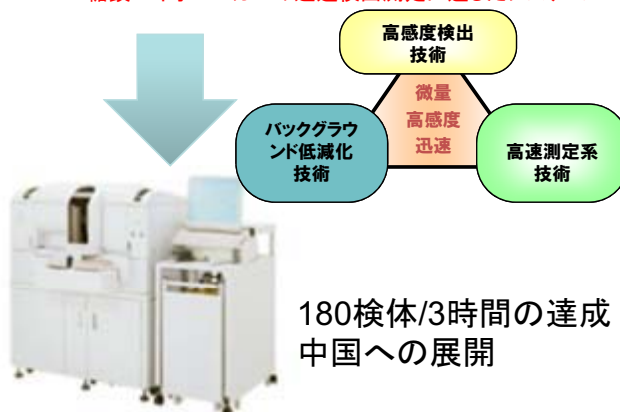 高感度検出
技術
微量
高感度
迅速
バックグラウ
ンド低減化
技術
高速測定系
技術
180検体/3時間の達成
中国への展開